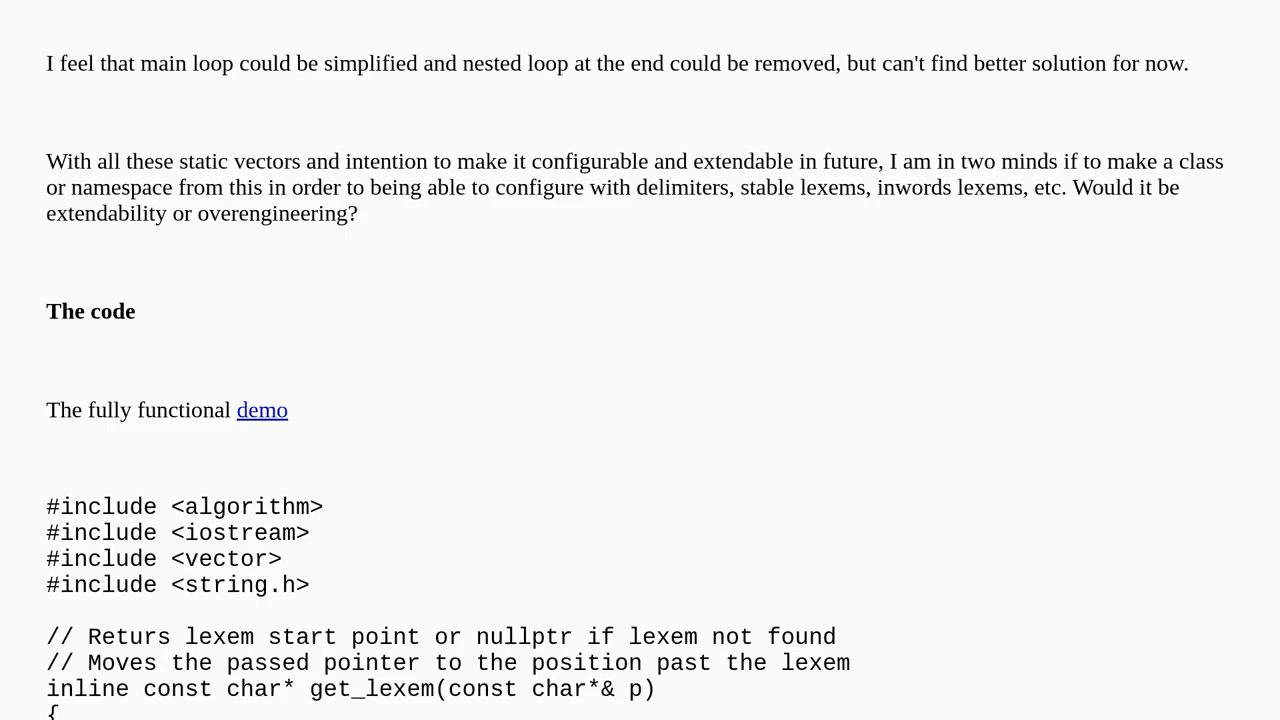 I feel that main loop could be simplified and nested loop at the end could be removed, but can't find better solution for now.
With all these static vectors and intention to make it configurable and extendable in future, I am in two minds if to make a class
or namespace from this in order to being able to configure with delimiters, stable lexems, inwords lexems, etc. Would it be
extendability or overengineering?
The code
The fully functional demo
#include <algorithm>
#include <iostream>
#include <vector>
#include <string.h>
// Returs lexem start point or nullptr if lexem not found
// Moves the passed pointer to the position past the lexem
inline const char* get_lexem(const char*& p)
{